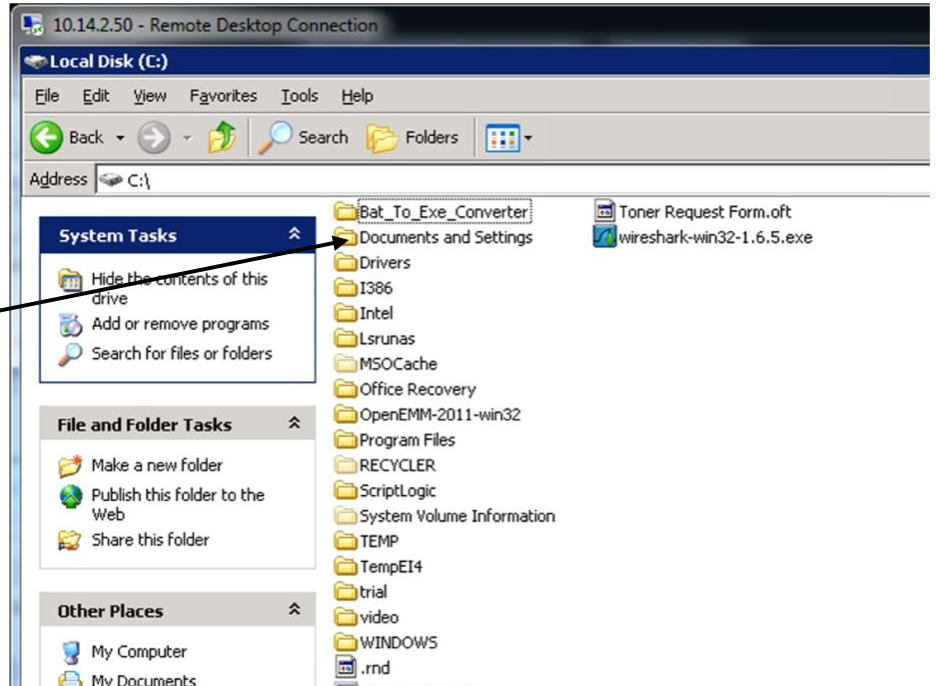 10.14.2.50 - Remote Desktop Connection
Local Disk (C:)
File Edit View Favorites Tools Help
Back Search Folders
Address C:\
System Tasks
Hide the contents of this
drive
Add or remove programs
Search for files or folders
File and Folder Tasks
Make a new folder
Publish this folder to the
Web
Share this folder
Other Places
My Computer
My Documents
Bat_To_Exe_Converter
Documents and Settings
Drivers
I386
Intel
Lsrunas
MSOCache
Office Recovery
OpenEMM-2011-win32
Program Files
RECYCLER
ScriptLogic
System Volume Information
TEMP
TempEI4
trial
video
WINDOWS
.rnd
Toner Request Form.oft
wireshark-win32-1.6.5.exe